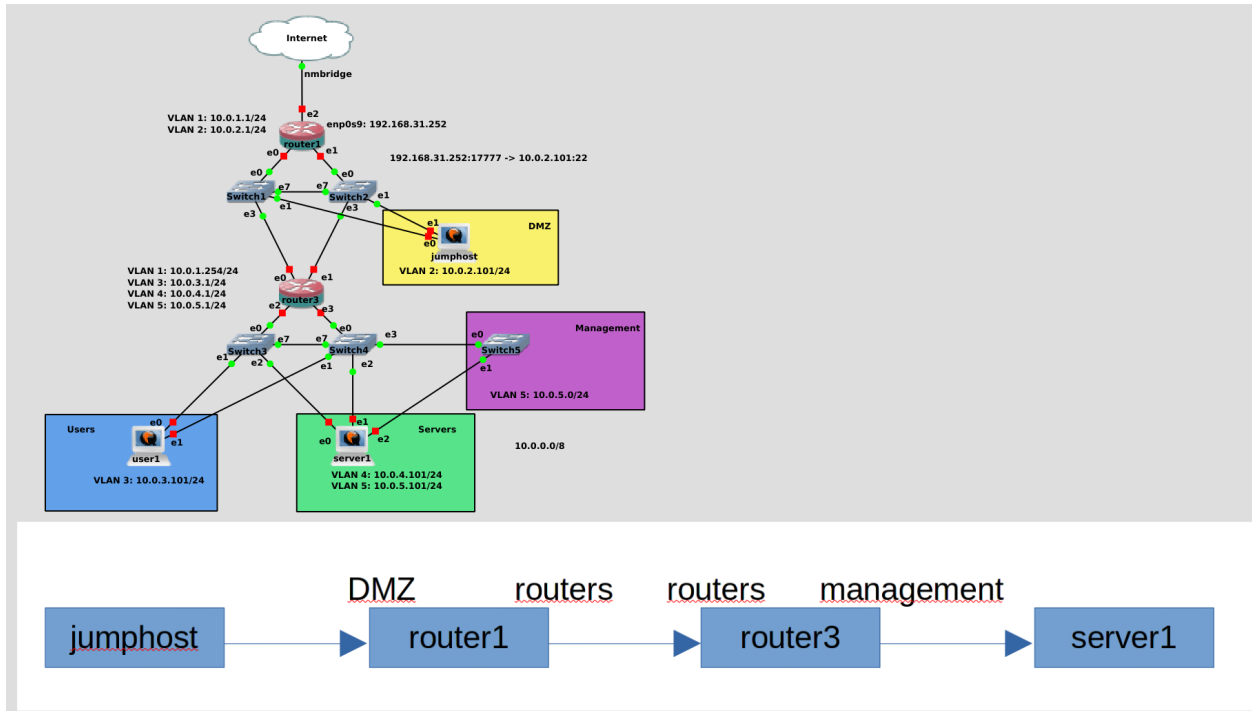 Internet
nmbridge
e2
VLAN 1: 10.0.1.1/24
VLAN 2: 10.0.2.1/24
enp0s9: 192.168.31.252
router1
e0
e1
192.168.31.252:17777 -> 10.0.2.101:22
e0
e0
Switch1
e7
e7
Switch2
e1
e1
e3
e3
DMZ
e1
e0
jumphost
VLAN 2: 10.0.2.101/24
VLAN 1: 10.0.1.254/24
VLAN 3: 10.0.3.1/24
VLAN 4: 10.0.4.1/24
VLAN 5: 10.0.5.1/24
e0
e1
router3
e2
e3
e0
e0
Switch3
e7
e7
Switch4
e3
e1
e2
e1
e2
Management
e0
Switch5
e1
VLAN 5: 10.0.5.0/24
Users
e0
e1
user1
VLAN 3: 10.0.3.101/24
Servers
e1
e0
e2
server1
VLAN 4: 10.0.4.101/24
VLAN 5: 10.0.5.101/24
10.0.0.0/8
DMZ routers routers management
jumphost router1 router3 server1